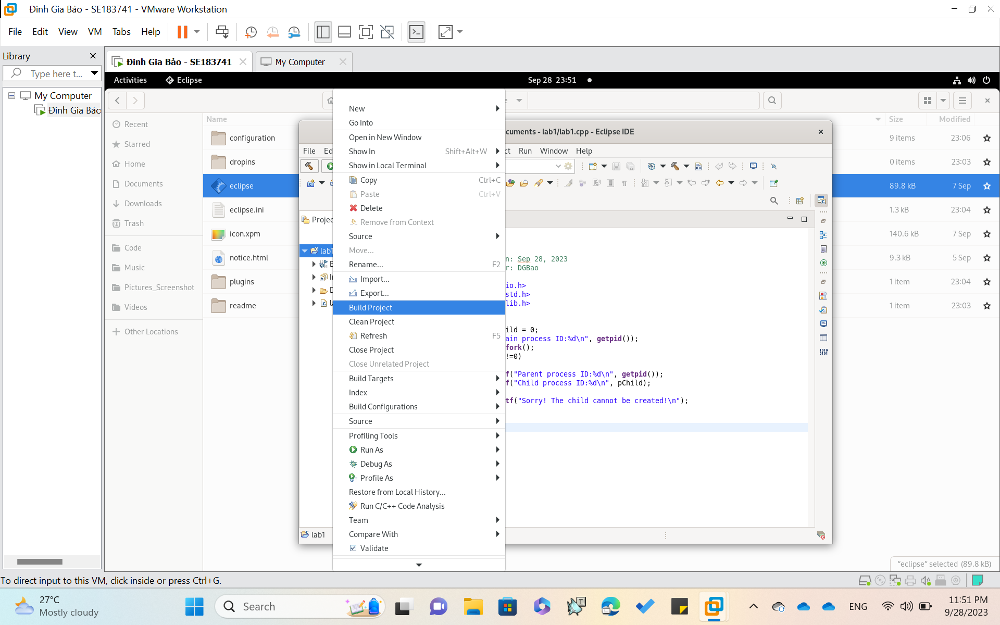 Đinh Gia Bảo - SE183741 - VMware Workstation
File Edit View VM Tabs Help
Library
Type here t...
My Computer
Đinh Gia Bảo
Đinh Gia Bảo - SE183741
My Computer
Activities
Eclipse
Sep 28 23:51
Recent
Starred
Home
Documents
Downloads
Trash
Code
Music
Pictures_Screenshot
Videos
Other Locations
Name
Size
Modified
configuration
9 items
23:06
dropins
0 items
23:03
eclipse
89.8 kB
7 Sep
eclipse.ini
1.3 kB
23:04
icon.xpm
140.6 kB
7 Sep
notice.html
9.3 kB
5 Sep
plugins
1 item
23:04
readme
1 item
23:03
cuments - lab1/lab1.cpp - Eclipse IDE
File Ed
ct Run Window Help
Projec
lab1
lab1
New
Go Into
Open in New Window
Show In Shift+Alt+W
Show in Local Terminal
Copy Ctrl+C
Paste Ctrl+V
Delete
Remove from Context
Source
Move...
Rename... F2
Import...
Export...
Build Project
Clean Project
Refresh F5
Close Project
Close Unrelated Project
Build Targets
Index
Build Configurations
Source
Profiling Tools
Run As
Debug As
Profile As
Restore from Local History...
Run C/C++ Code Analysis
Team
Compare With
Validate
n: Sep 28, 2023
r: DGBao
io.h>
std.h>
lib.h>
ild = 0;
ain process ID:%d\n", getpid());
fork();
!=0)
f("Parent process ID:%d\n", getpid());
f("Child process ID:%d\n", pChild);
tf("Sorry! The child cannot be created!\n");
"eclipse" selected (89.8 kB)
To direct input to this VM, click inside or press Ctrl+G.
27°C
Mostly cloudy
Search
ENG
11:51 PM
9/28/2023